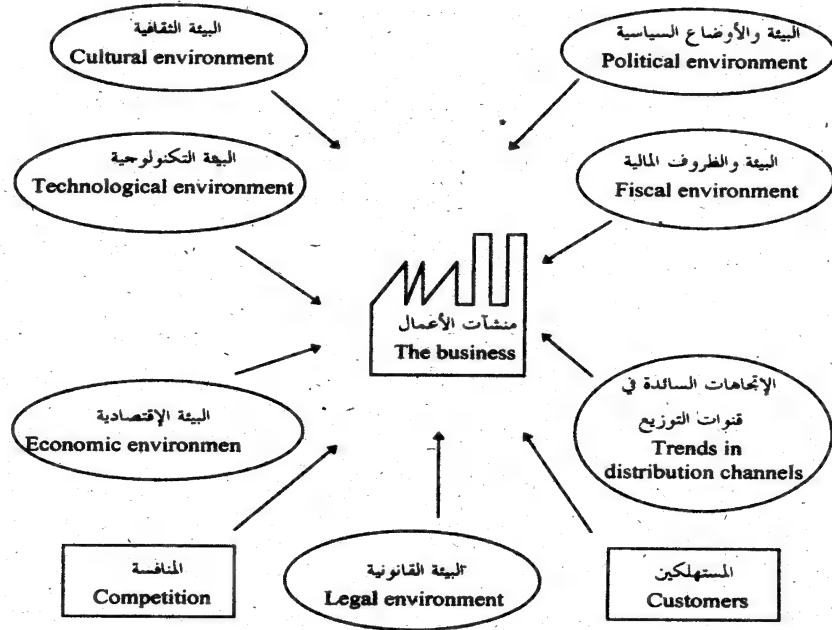 البيئة الثقافية
Cultural environment
البيئة والأوضاع السياسية
Political environment
البيئة التكنولوجية
Technological environment
البيئة والظروف المالية
Fiscal environment
منشآت الأعمال
The business
البيئة الإقتصادية
Economic environmen
الإتجاهات السائدة في
قنوات التوزيع
Trends in
distribution channels
المنافسة
Competition
البيئة القانونية
Legal environment
المستهلكين
Customers